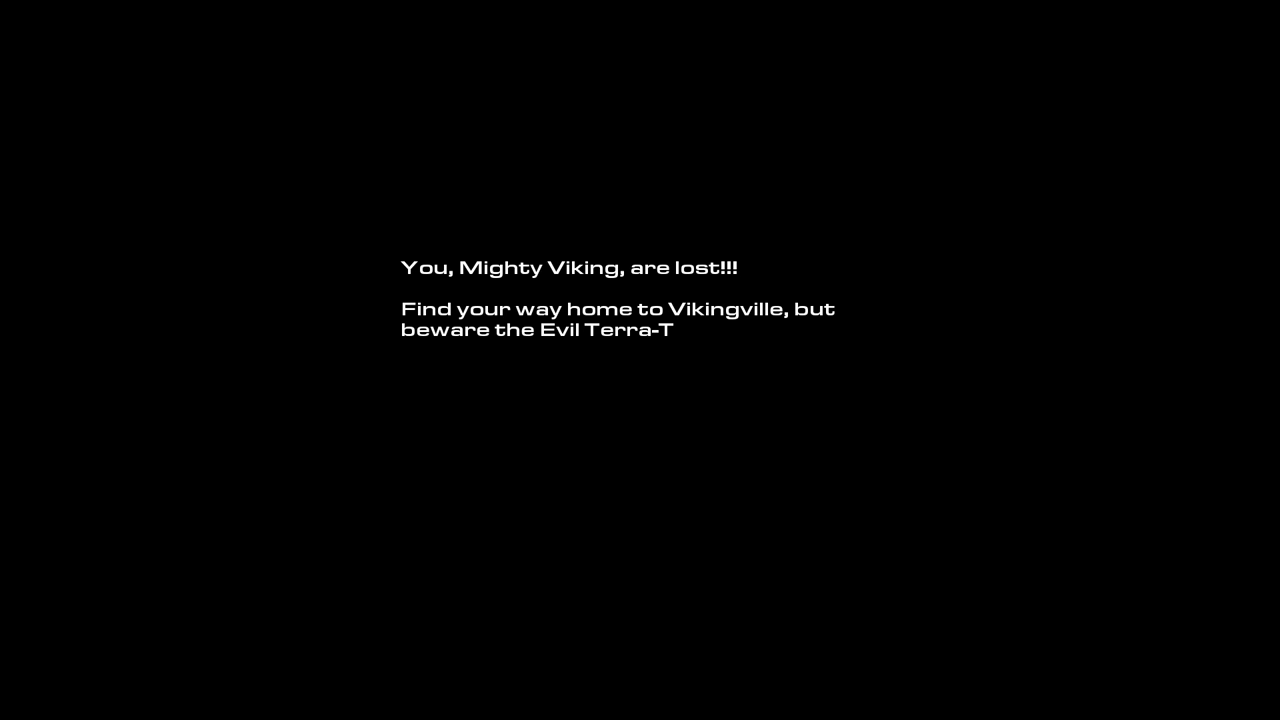 You, Mighty Viking, are lost!!!
Find your way home to Vikingville, but
beware the Evil Terra-T